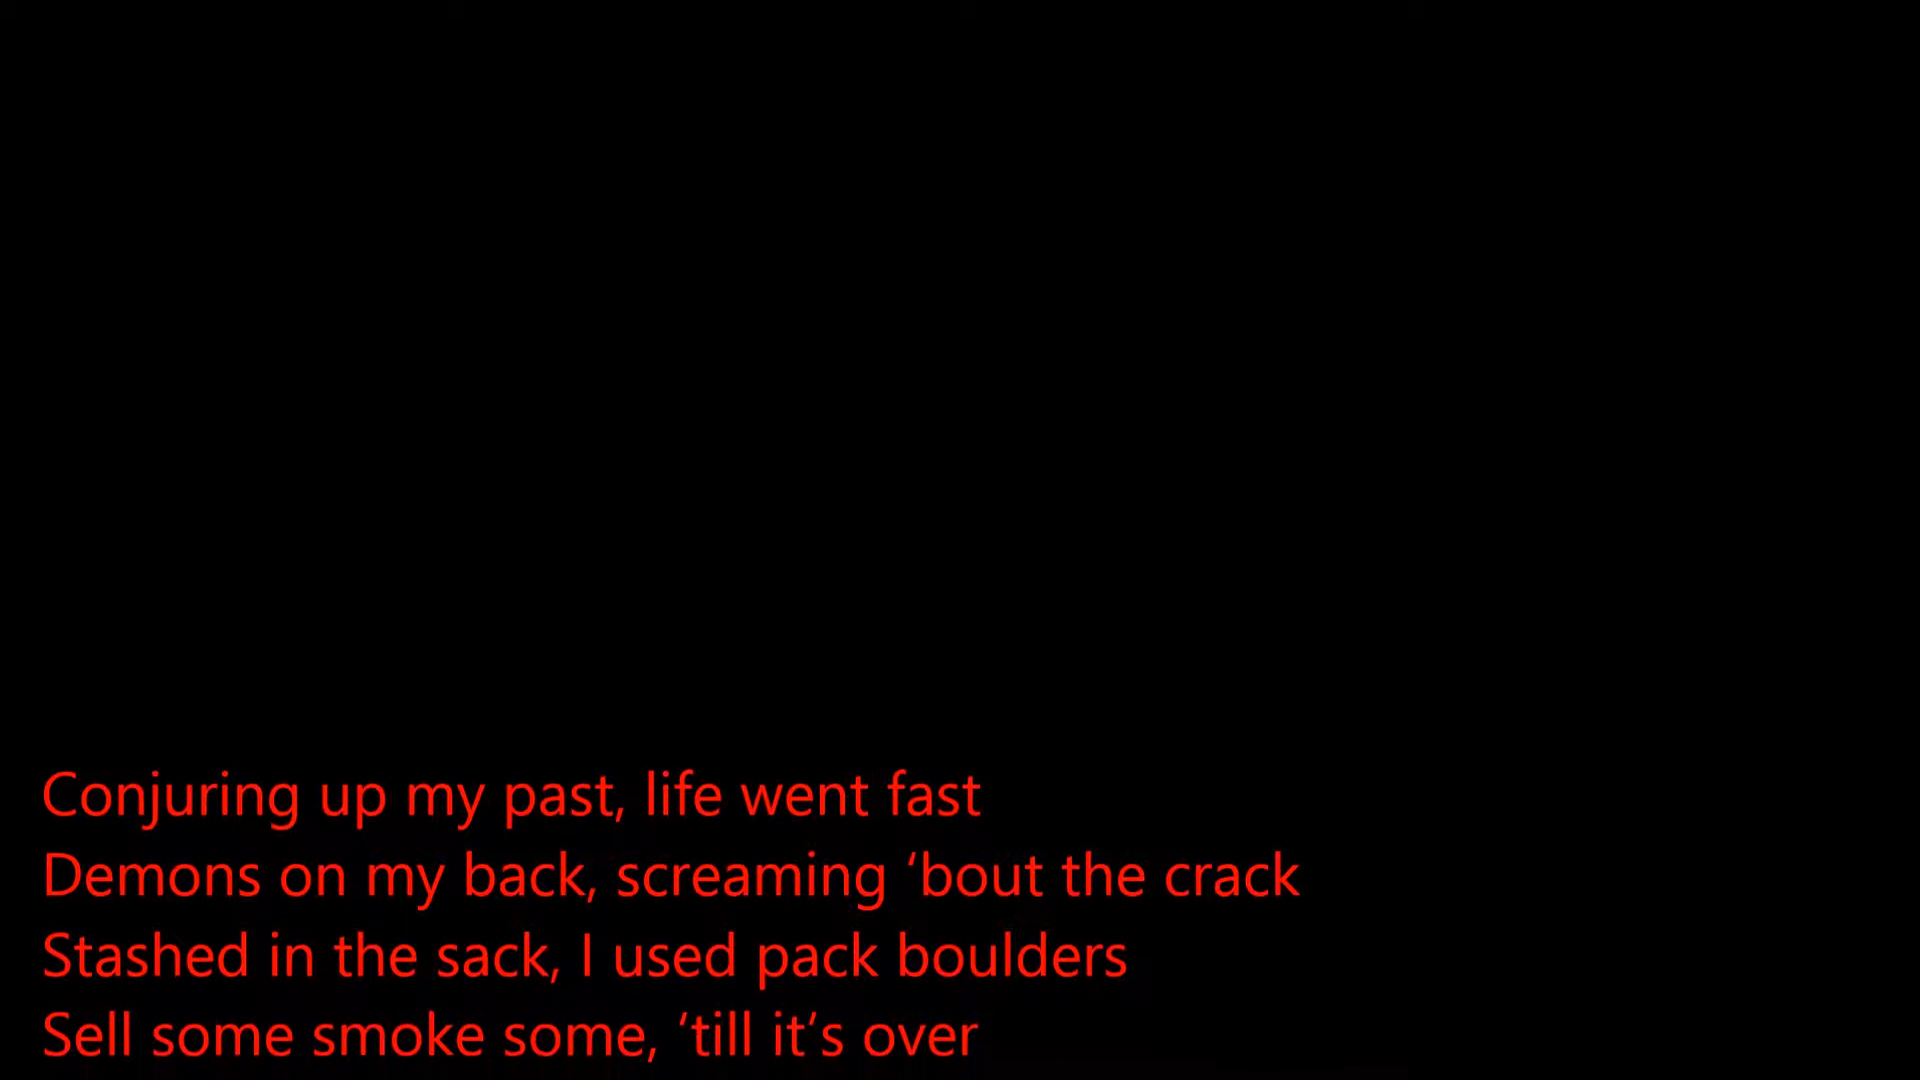 Conjuring up my past, life went fast
Demons on my back, screaming ‘bout the crack
Stashed in the sack, I used pack boulders
Sell some smoke some, ‘till it’s over